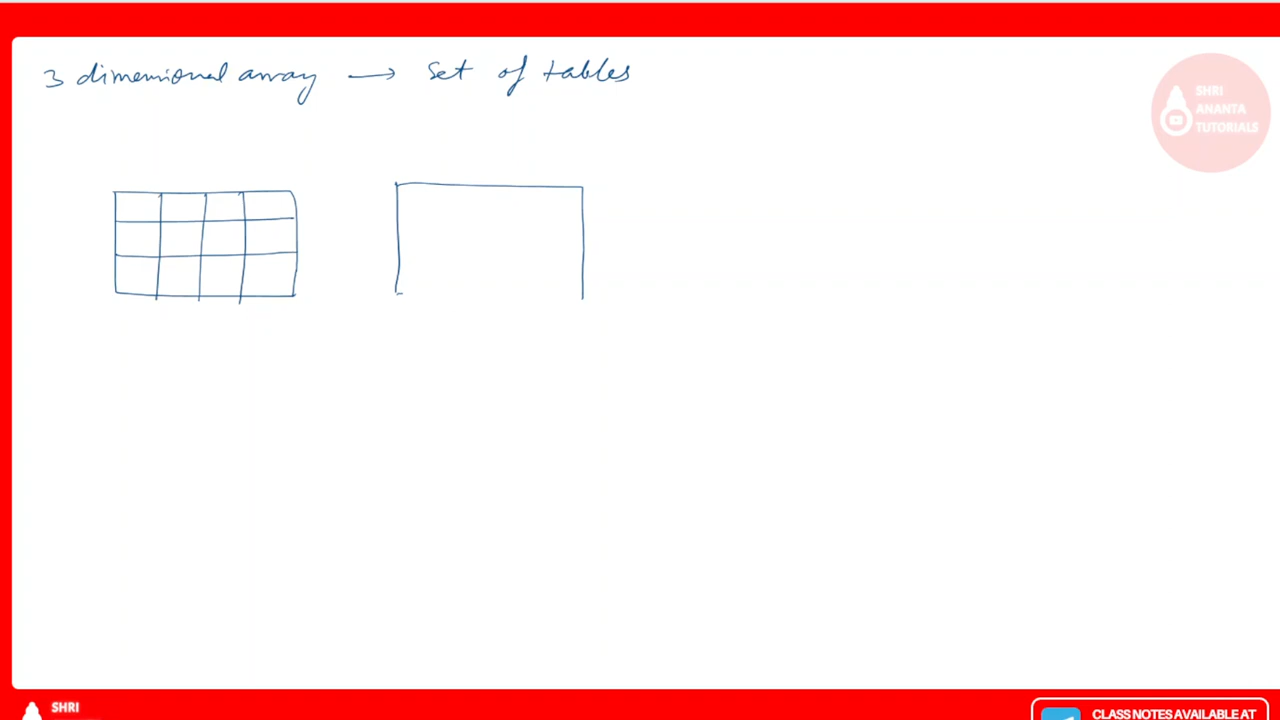 3 dimensional array → Set of tables
SHRI
ANANTA
TUTORIALS
SHRI
CLASS NOTES AVAILABLE AT